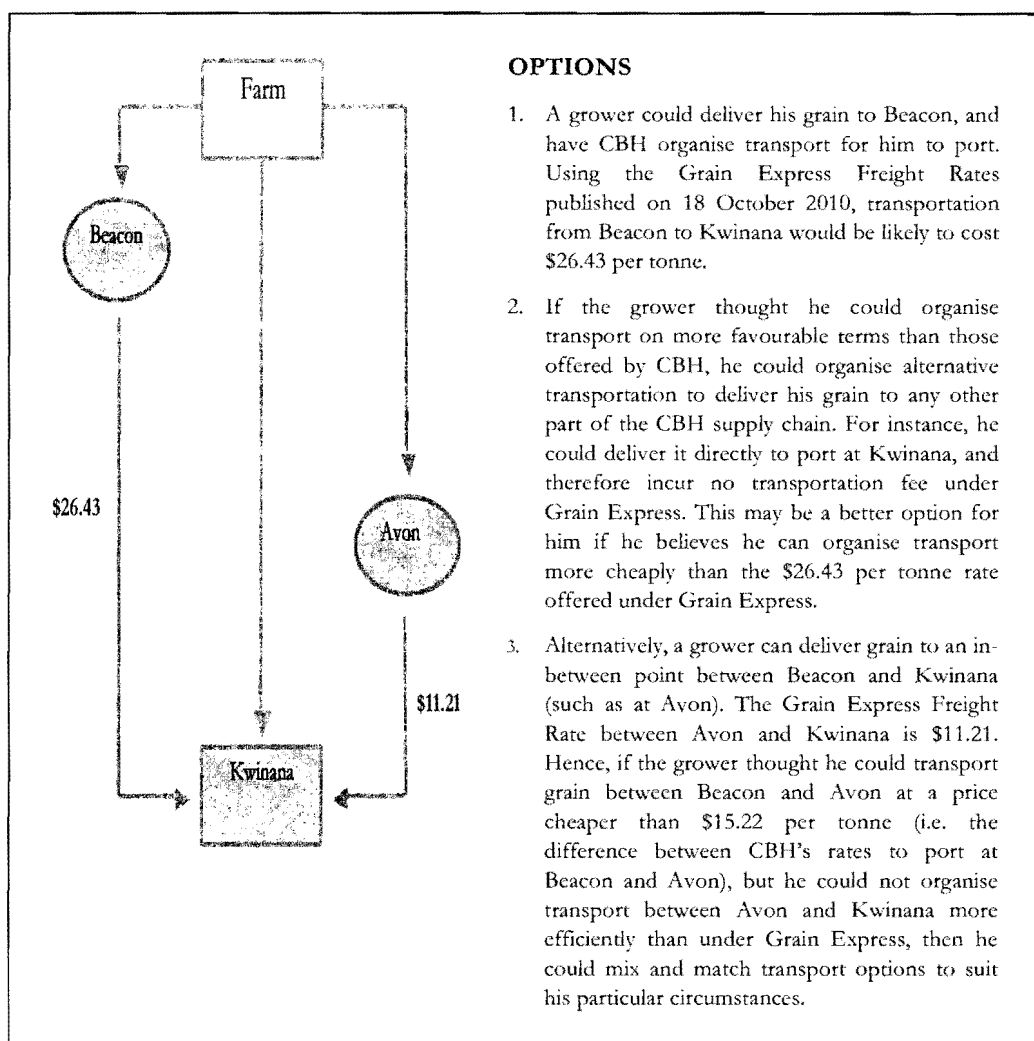 Farm
Beacon
$26.43
Avon
$11.21
Kwinana
OPTIONS
1. A grower could deliver his grain to Beacon, and
have CBH organise transport for him to port.
Using the Grain Express Freight Rates
published on 18 October 2010, transportation
from Beacon to Kwinana would be likely to cost
$26.43 per tonne.
2. If the grower thought he could organise
transport on more favourable terms than those
offered by CBH, he could organise alternative
transportation to deliver his grain to any other
part of the CBH supply chain. For instance, he
could deliver it directly to port at Kwinana, and
therefore incur no transportation fee under
Grain Express. This may be a better option for
him if he believes he can organise transport
more cheaply than the $26.43 per tonne rate
offered under Grain Express.
3. Alternatively, a grower can deliver grain to an in-
between point between Beacon and Kwinana
(such as at Avon). The Grain Express Freight
Rate between Avon and Kwinana is $11.21.
Hence, if the grower thought he could transport
grain between Beacon and Avon at a price
cheaper than $15.22 per tonne (i.e. the
difference between CBH's rates to port at
Beacon and Avon), but he could not organise
transport between Avon and Kwinana more
efficiently than under Grain Express, then he
could mix and match transport options to suit
his particular circumstances.